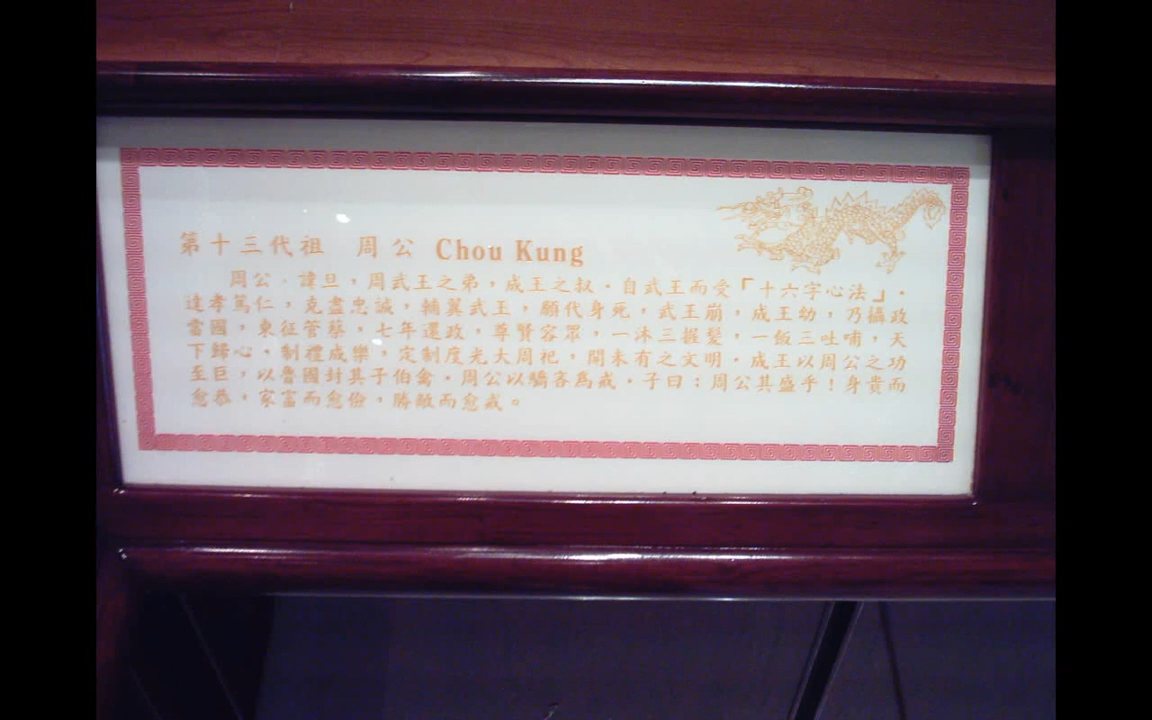 第十三代祖 周公 Chou Kung
周公，諱旦，周武王之弟，成王之叔。自武王而受「十六字心法」。
達孝篤仁，克盡忠誠，輔翼武王，願代身死，武王崩，成王幼，乃攝政
當國，東征管蔡，七年還政，尊賢容眾，一沐三握髮，一飯三吐哺，天
下歸心，制禮成樂，定制度光大周祀，開未有之文明。成王以周公之功
至巨，以魯國封其子伯禽。周公以驕吝為戒。子曰：周公其盛乎！身貴而
愈恭，家富而愈儉，勝敵而愈戒。